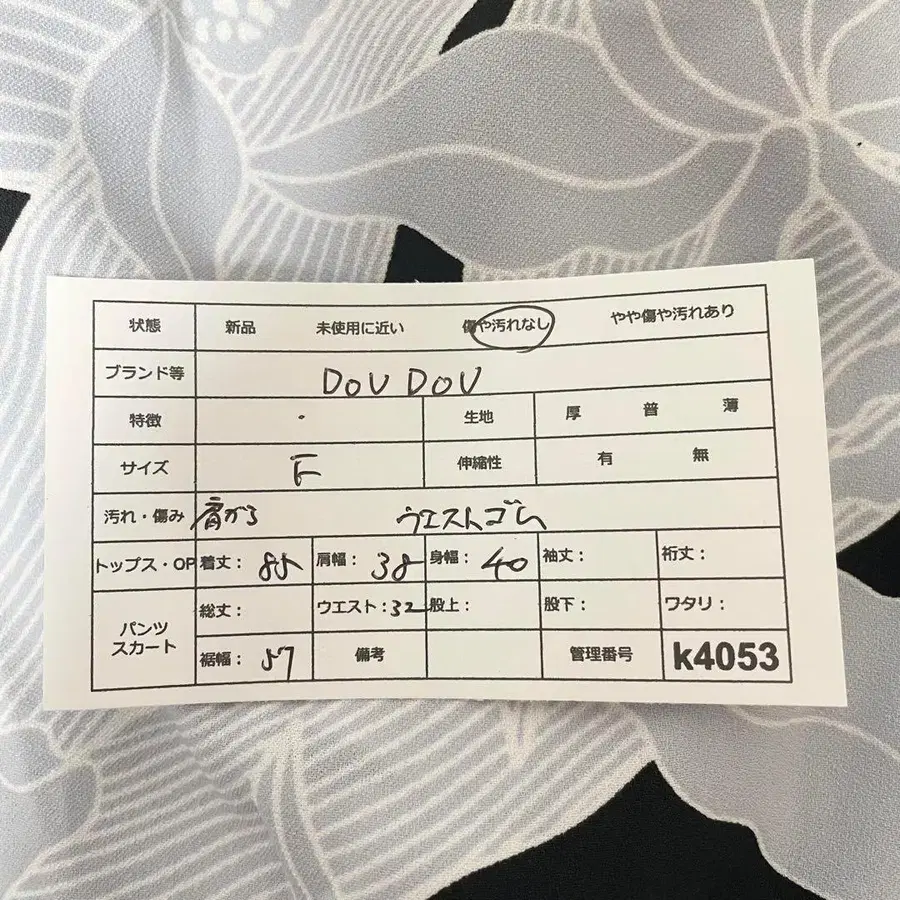 状態 新品 未使用に近い 傷や汚れなし やや傷や汚れあり
ブランド等 DOU DOU
特徴 ・ 生地 厚 普 薄
サイズ F 伸縮性 有 無
汚れ・傷み 肩から ウエストゴム
トップス・OP 着丈： 85 肩幅： 38 身幅： 40 袖丈： 裄丈：
パンツ スカート 総丈： ウエスト：32 股上： 股下： ワタリ：
裾幅： 57 備考 管理番号 k4053